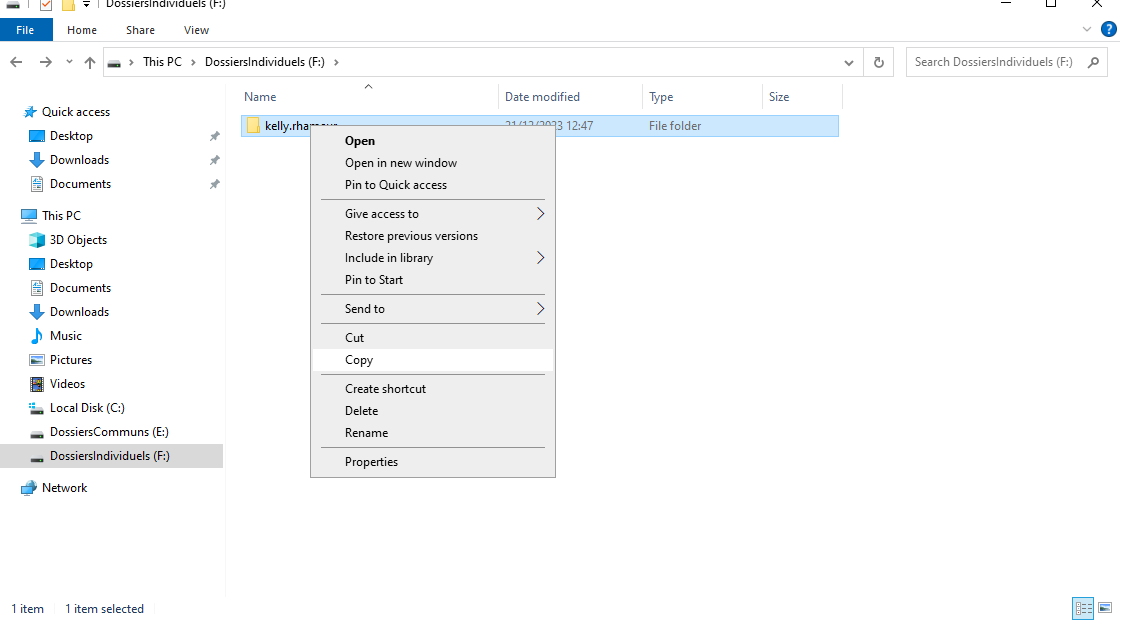 DossiersIndividuels (F:)
File Home Share View
This PC DossiersIndividuels (F:) Search DossiersIndividuels (F:)
Name Date modified Type Size
21/12/2023 12:47 File folder
Quick access
Desktop
Downloads
Documents
This PC
3D Objects
Desktop
Documents
Downloads
Music
Pictures
Videos
Local Disk (C:)
DossiersCommuns (E:)
DossiersIndividuels (F:)
Network
Open
Open in new window
Pin to Quick access
Give access to
Restore previous versions
Include in library
Pin to Start
Send to
Cut
Copy
Create shortcut
Delete
Rename
Properties
1 item 1 item selected